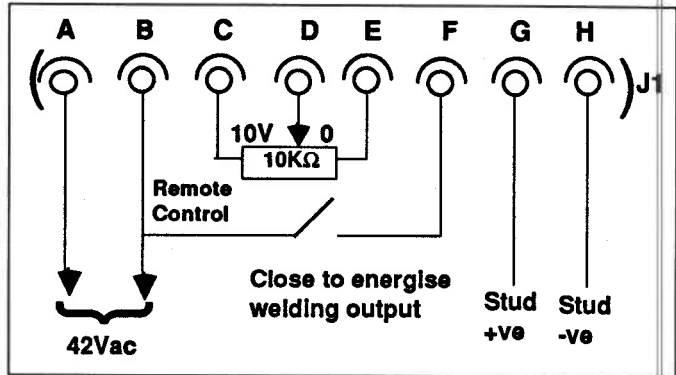 A B C D E F G H
J1
10V 0
10KΩ
Remote
Control
Close to energise
welding output
Stud
+ve
Stud
-ve
42Vac